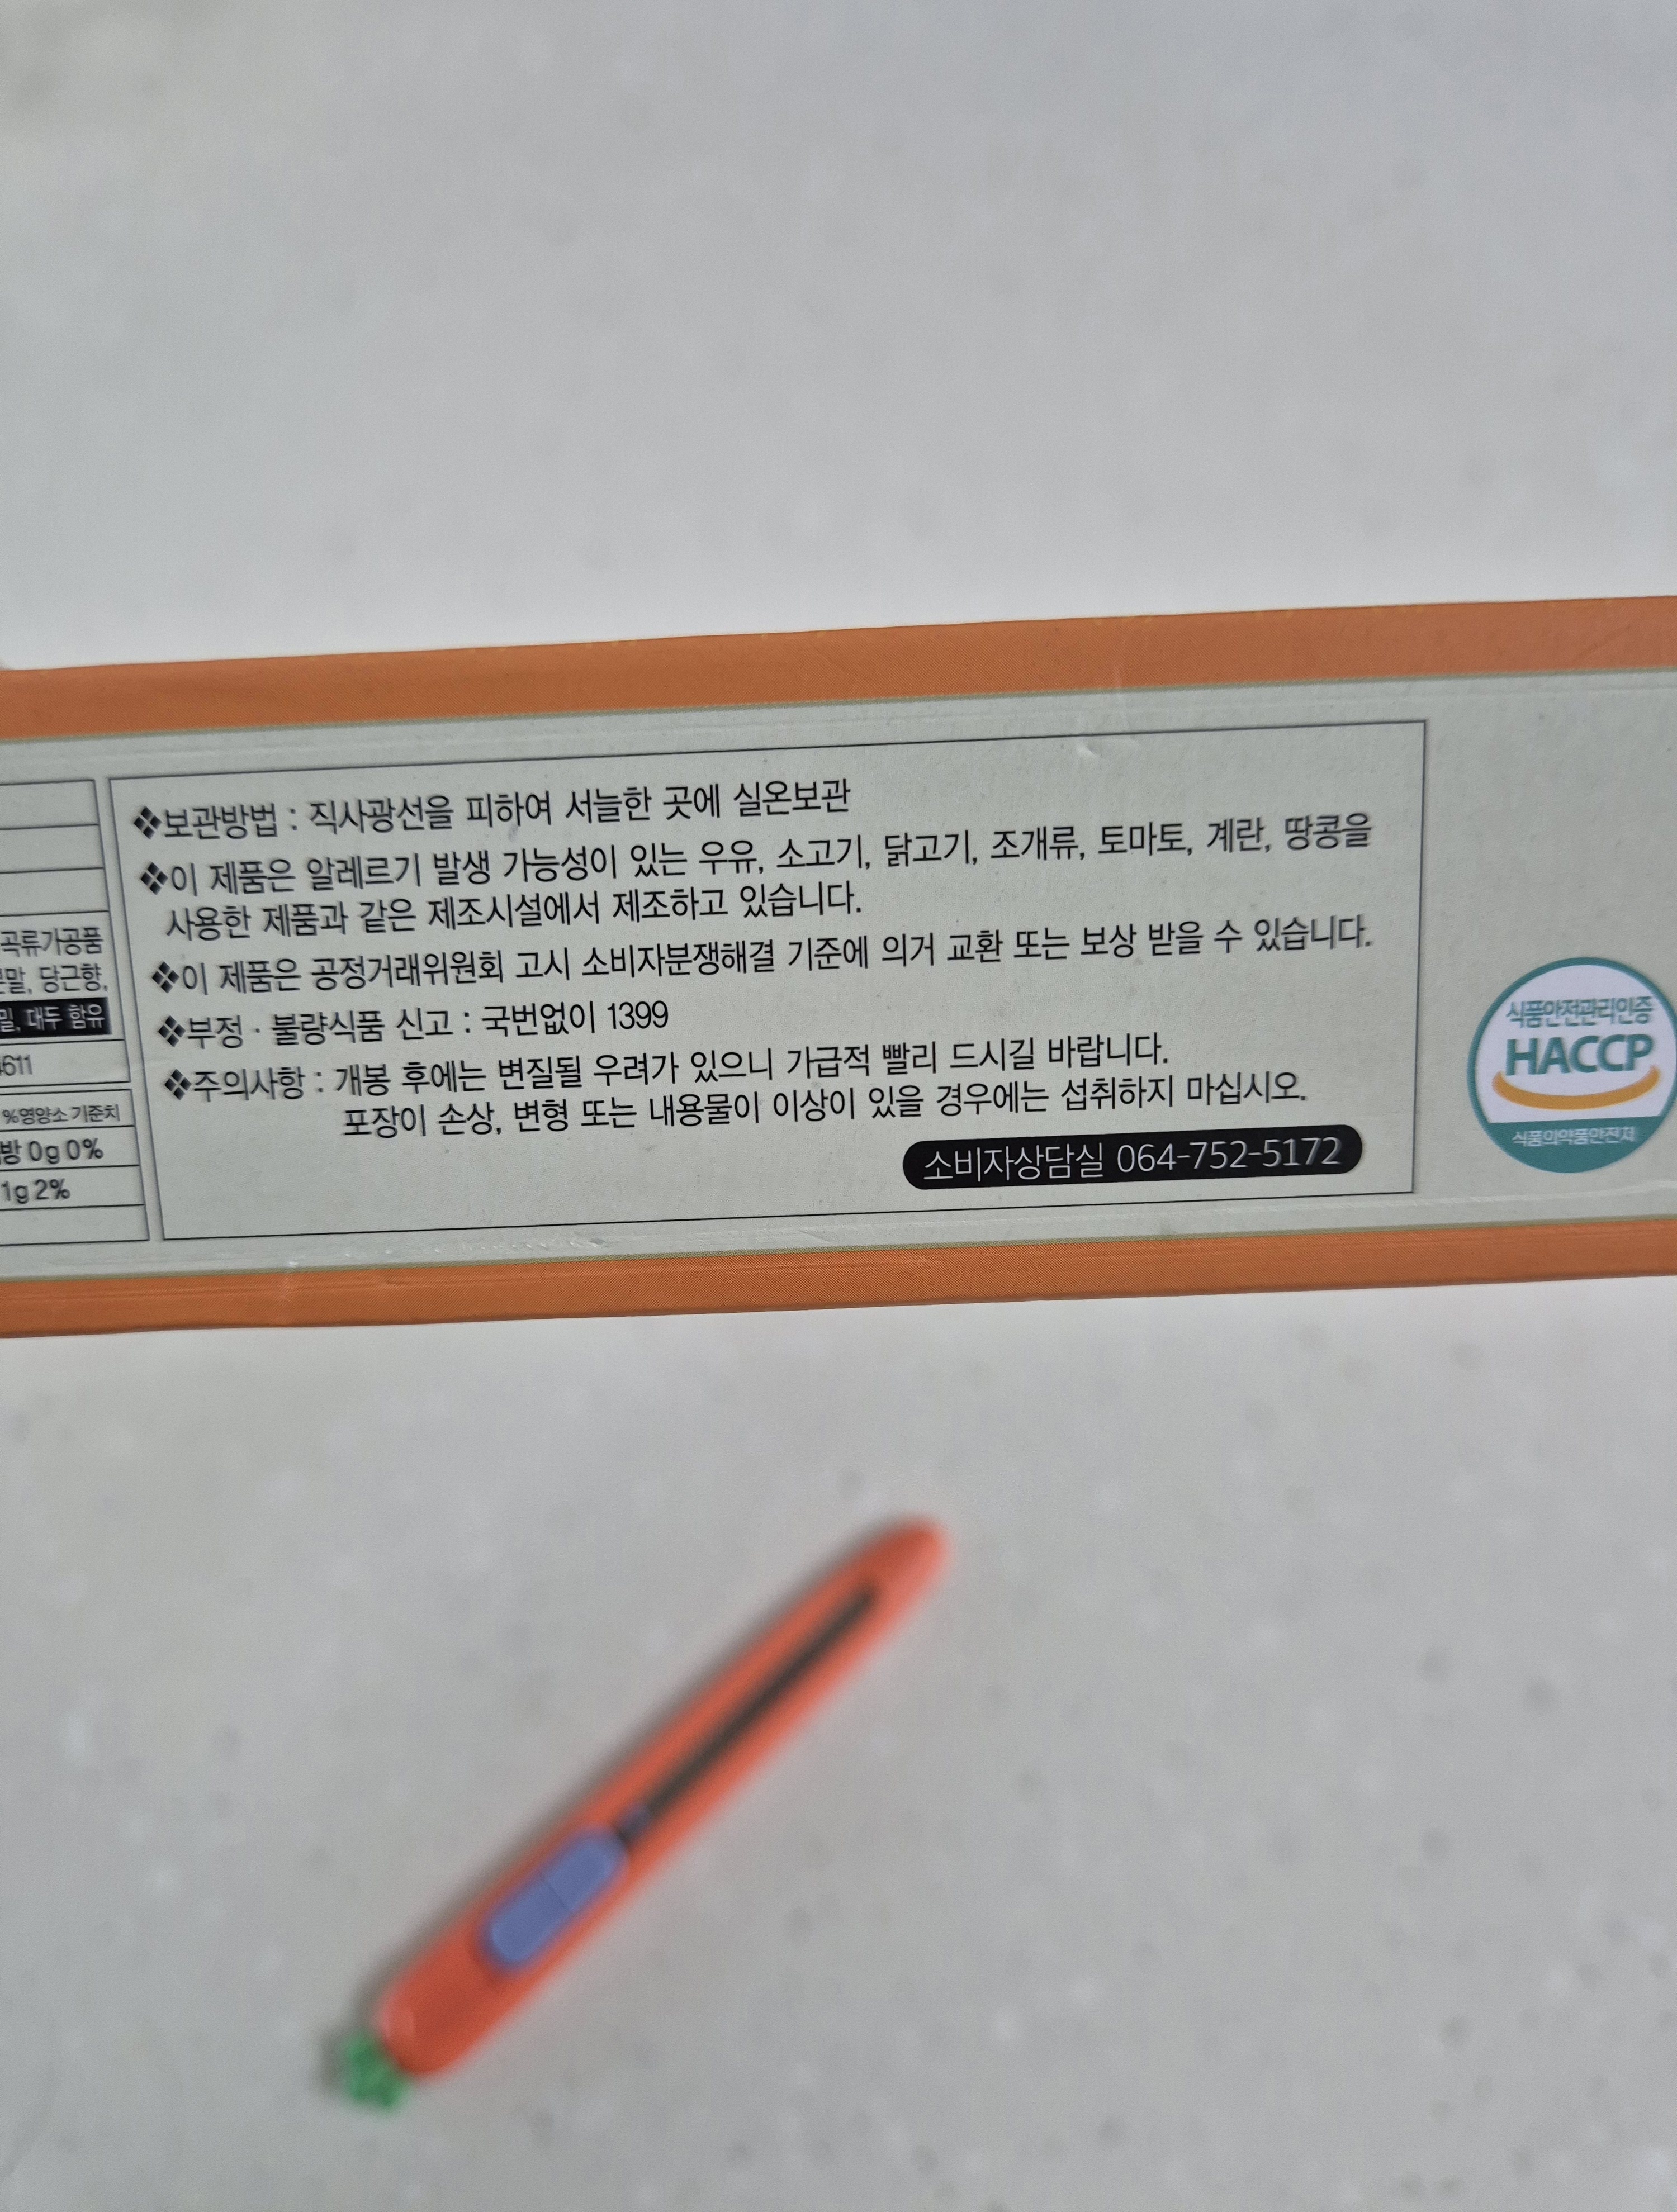 곡류가공품
당근향,
대두 함유
611
%영양소 기준치
방 0g 0%
1g 2%
❖보관방법 : 직사광선을 피하여 서늘한 곳에 실온보관
❖이 제품은 알레르기 발생 가능성이 있는 우유, 소고기, 닭고기, 조개류, 토마토, 계란, 땅콩을
사용한 제품과 같은 제조시설에서 제조하고 있습니다.
❖이 제품은 공정거래위원회 고시 소비자분쟁해결 기준에 의거 교환 또는 보상 받을 수 있습니다.
❖부정 · 불량식품 신고 : 국번없이 1399
❖주의사항 : 개봉 후에는 변질될 우려가 있으니 가급적 빨리 드시길 바랍니다.
포장이 손상, 변형 또는 내용물이 이상이 있을 경우에는 섭취하지 마십시오.
소비자상담실 064-752-5172
식품안전관리인증
HACCP
식품의약품안전처